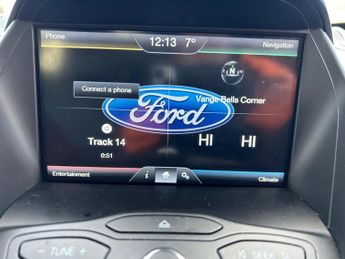 Phone
12:13 7°
Navigation
N
Connect a phone
Vange Bells Corner
Ford
Track 14
0:51
HI HI
Entertainment
i
Climate
− TUNE +
SEEK